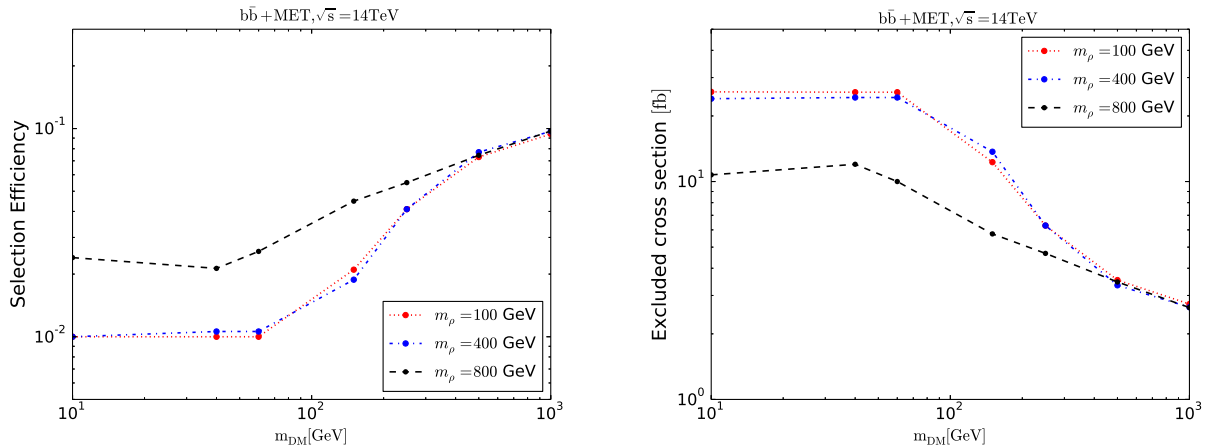 bb̄+MET,√s=14TeV
Selection Efficiency
10⁻¹
10⁻²
10¹ 10² 10³
m_DM[GeV]
m_ρ=100 GeV
m_ρ=400 GeV
m_ρ=800 GeV
bb̄+MET,√s=14TeV
Excluded cross section [fb]
10¹
10⁰
10¹ 10² 10³
m_DM[GeV]
m_ρ=100 GeV
m_ρ=400 GeV
m_ρ=800 GeV